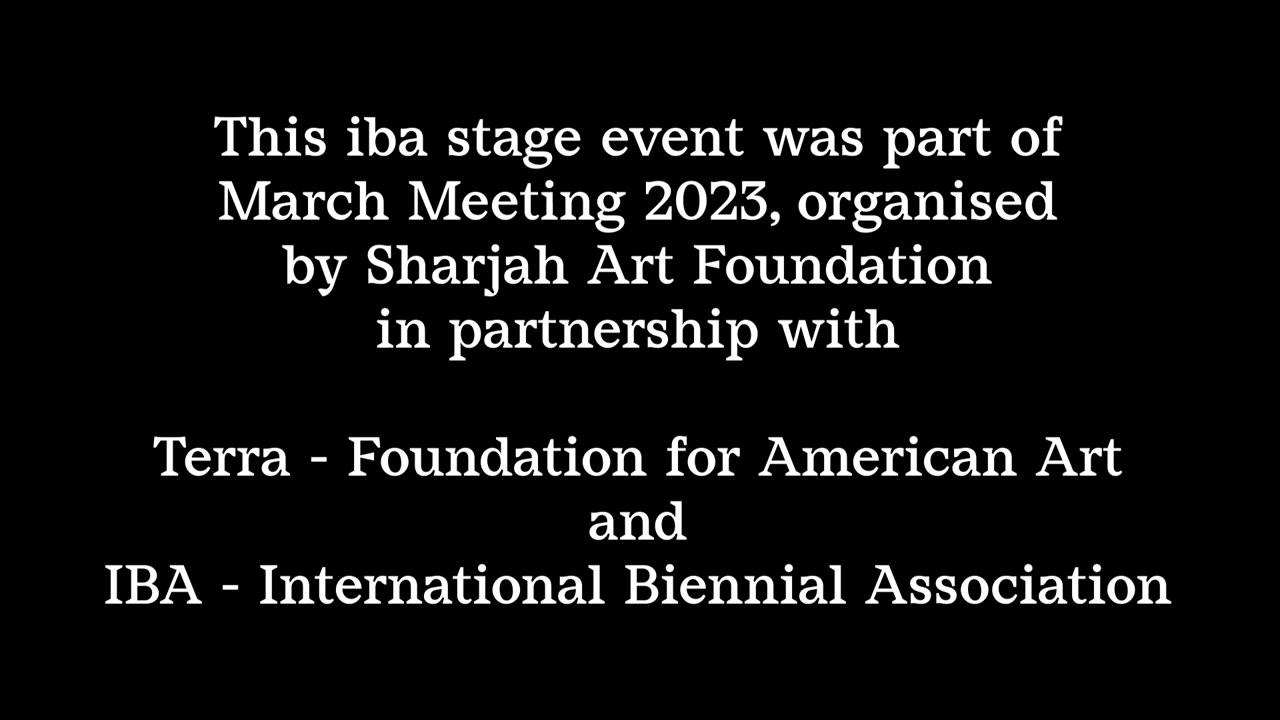 This iba stage event was part of
March Meeting 2023, organised
by Sharjah Art Foundation
in partnership with
Terra - Foundation for American Art
and
IBA - International Biennial Association